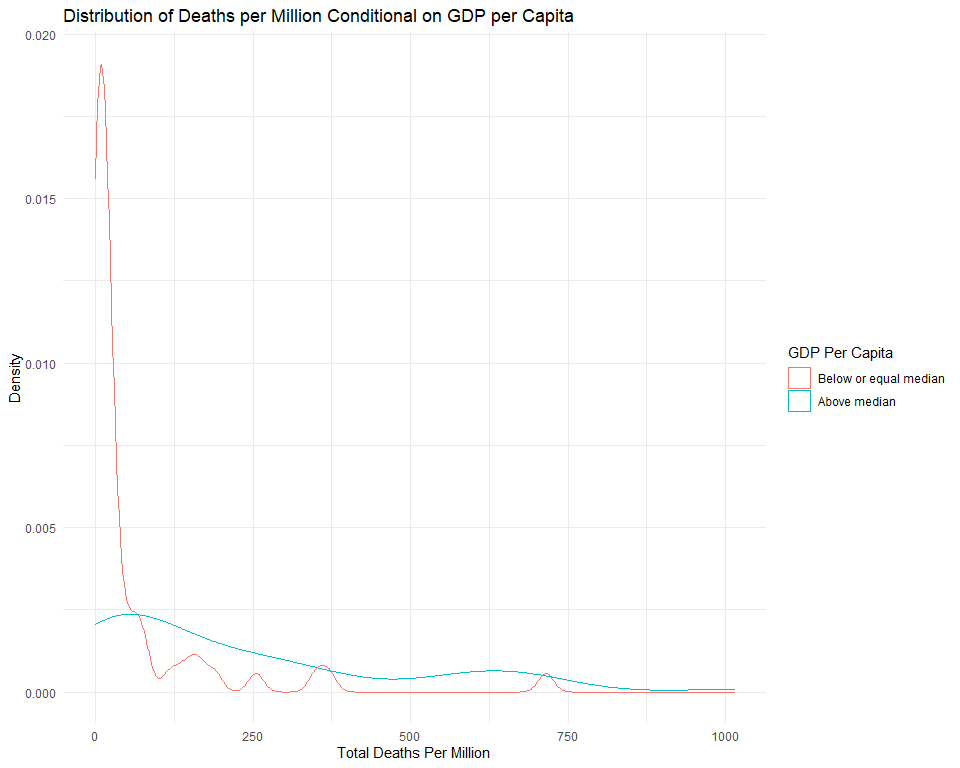 Distribution of Deaths per Million Conditional on GDP per Capita
0.020
0.015
0.010
0.005
0.000
Density
0
250
500
750
1000
Total Deaths Per Million
GDP Per Capita
Below or equal median
Above median